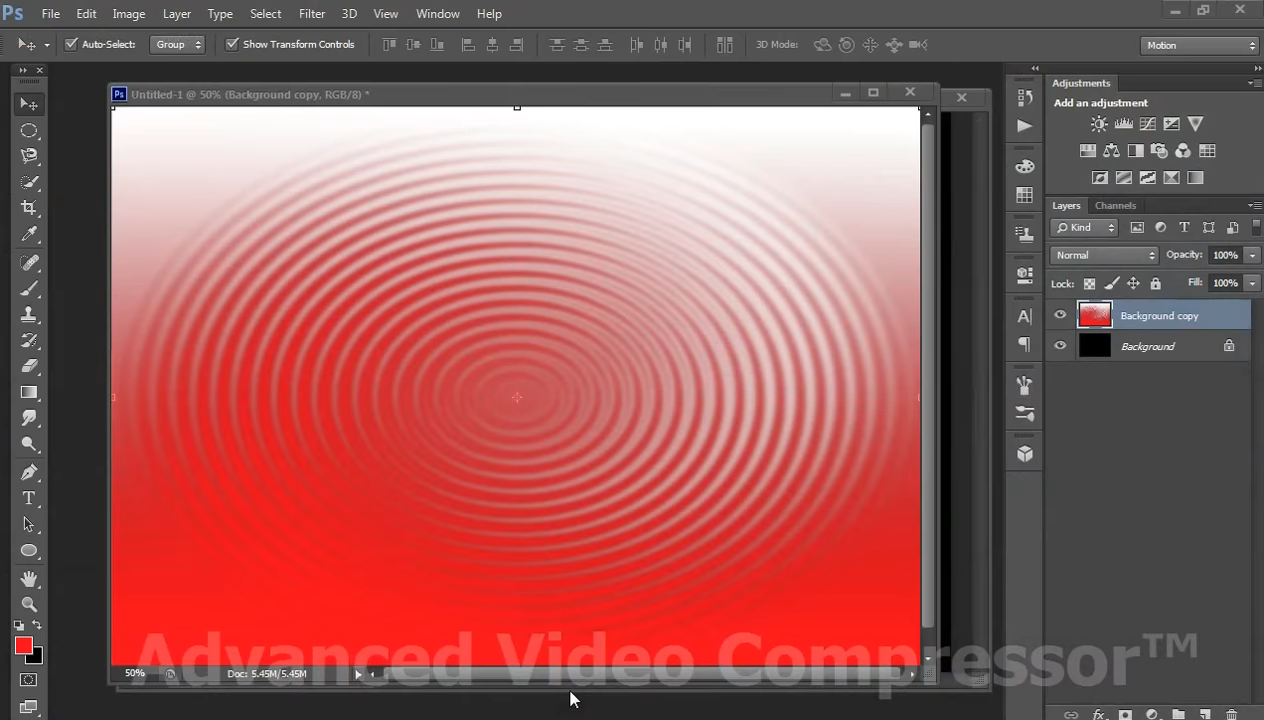 Ps File Edit Image Layer Type Select Filter 3D View Window Help
Auto-Select: Group Show Transform Controls 3D Mode: Motion
Ps Untitled-1 @ 50% (Background copy, RGB/8) *
Adjustments
Add an adjustment
Layers Channels
Kind
Normal Opacity: 100%
Lock: Fill: 100%
Background copy
Background
50% Doc: 5.45M/5.45M
Advanced Video Compressor™